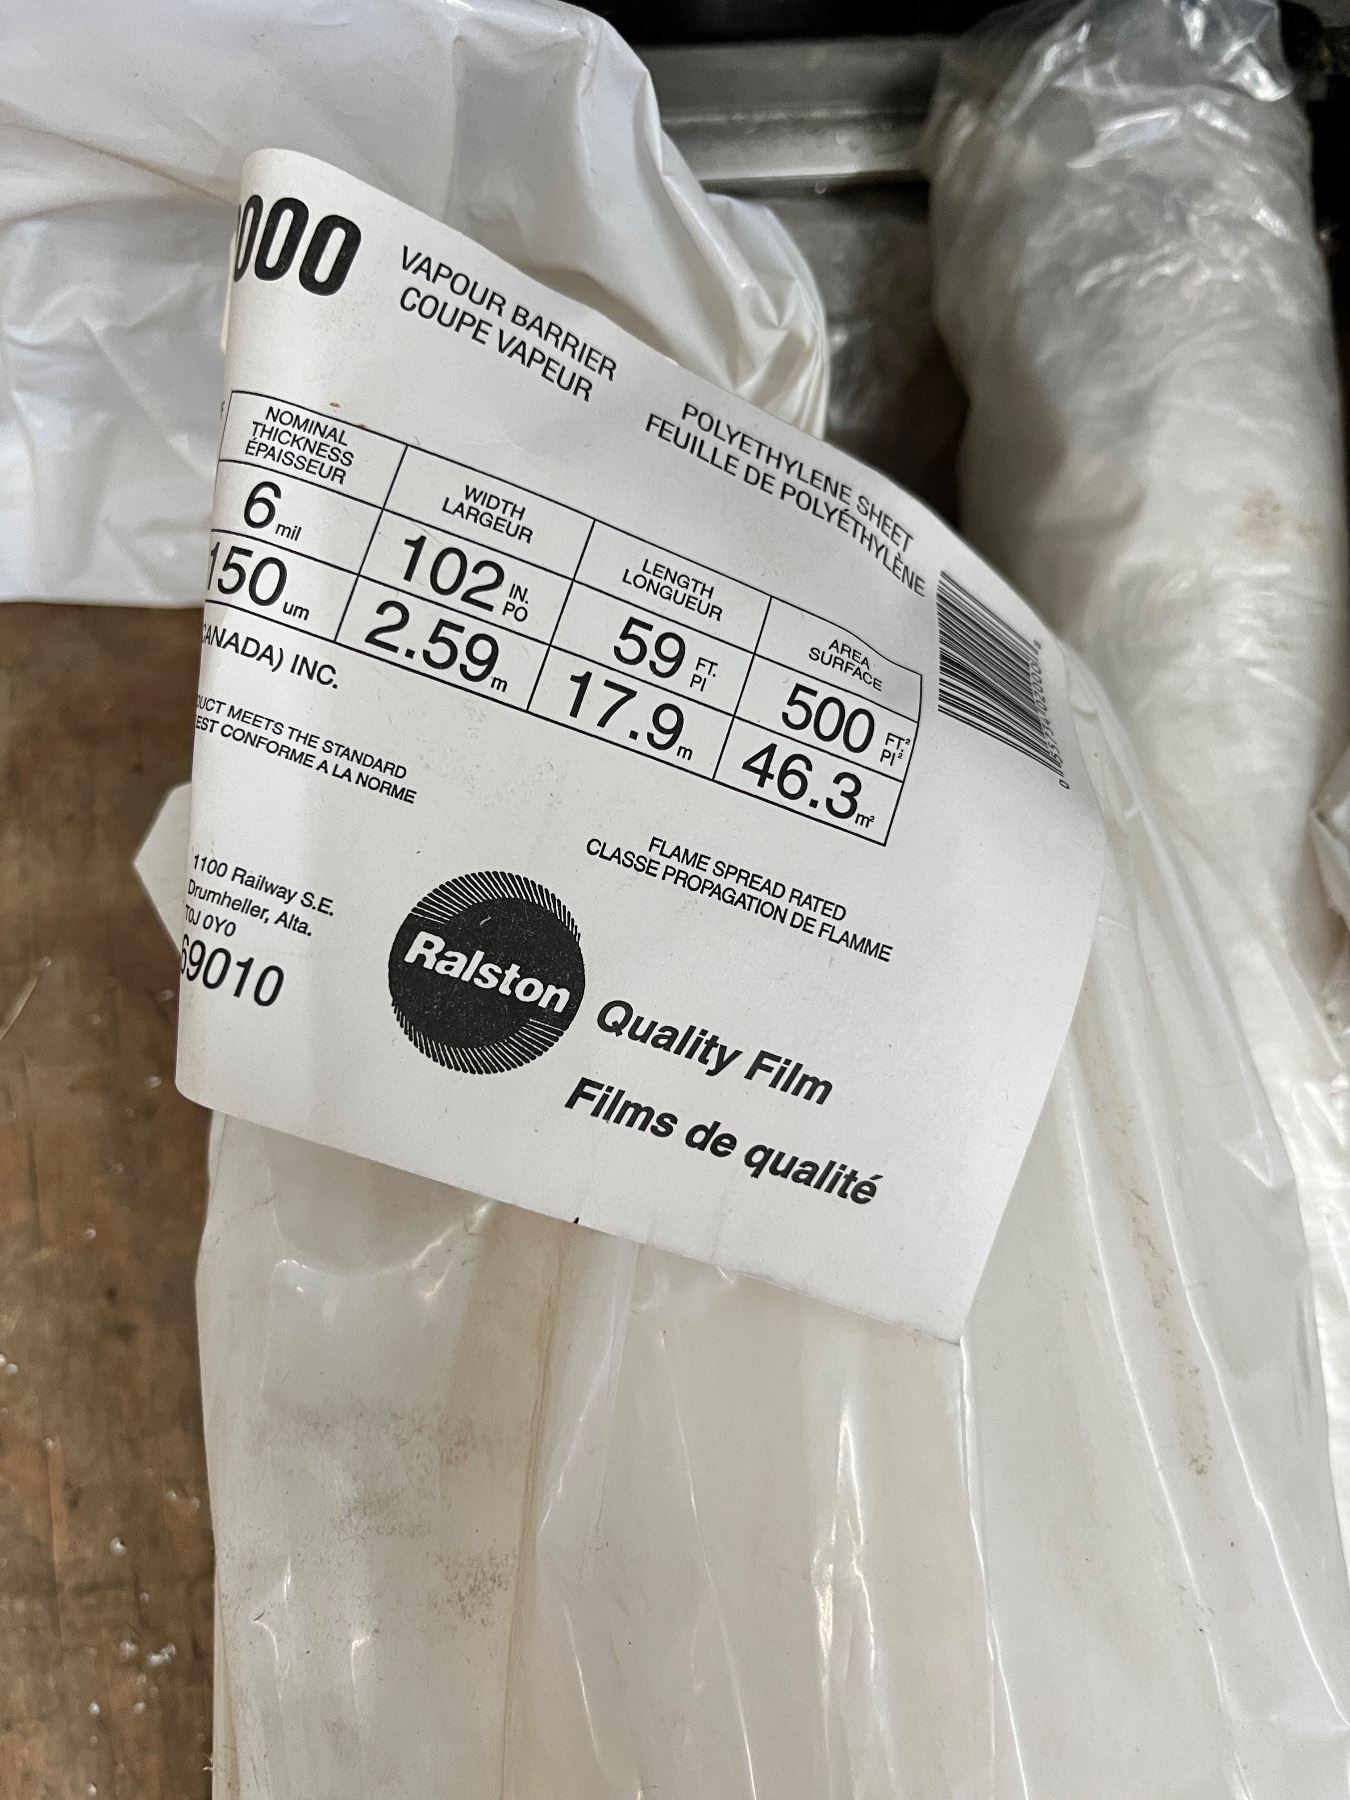 000
VAPOUR BARRIER
COUPE VAPEUR
POLYETHYLENE SHEET
FEUILLE DE POLYÉTHYLÈNE
NOMINAL
THICKNESS
ÉPAISSEUR
WIDTH
LARGEUR
LENGTH
LONGUEUR
AREA
SURFACE
6 mil
102 IN.
PO
59 FT.
PI
500 FT²
PI²
150 um
2.59 m
17.9 m
46.3 m²
CANADA) INC.
DUCT MEETS THE STANDARD
EST CONFORME A LA NORME
FLAME SPREAD RATED
CLASSE PROPAGATION DE FLAMME
1100 Railway S.E.
Drumheller, Alta.
T0J 0Y0
69010
Ralston
Quality Film
Films de qualité